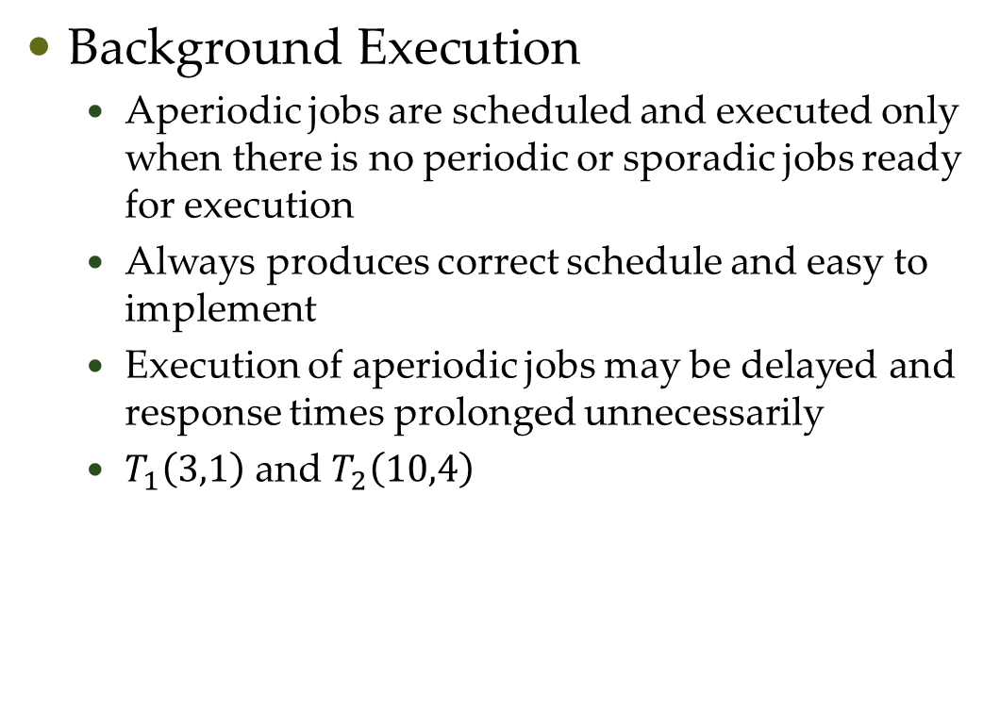 • Background Execution
• Aperiodic jobs are scheduled and executed only
when there is no periodic or sporadic jobs ready
for execution
• Always produces correct schedule and easy to
implement
• Execution of aperiodic jobs may be delayed and
response times prolonged unnecessarily
• T₁(3,1) and T₂(10,4)